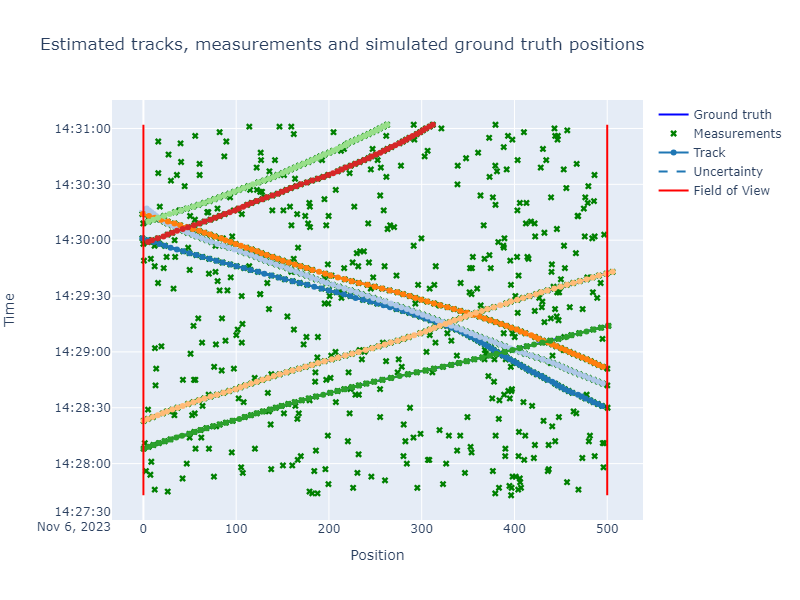 Estimated tracks, measurements and simulated ground truth positions
14:31:00
14:30:30
14:30:00
14:29:30
14:29:00
14:28:30
14:28:00
14:27:30
Nov 6, 2023
Time
0
100
200
300
400
500
Position
Ground truth
Measurements
Track
Uncertainty
Field of View